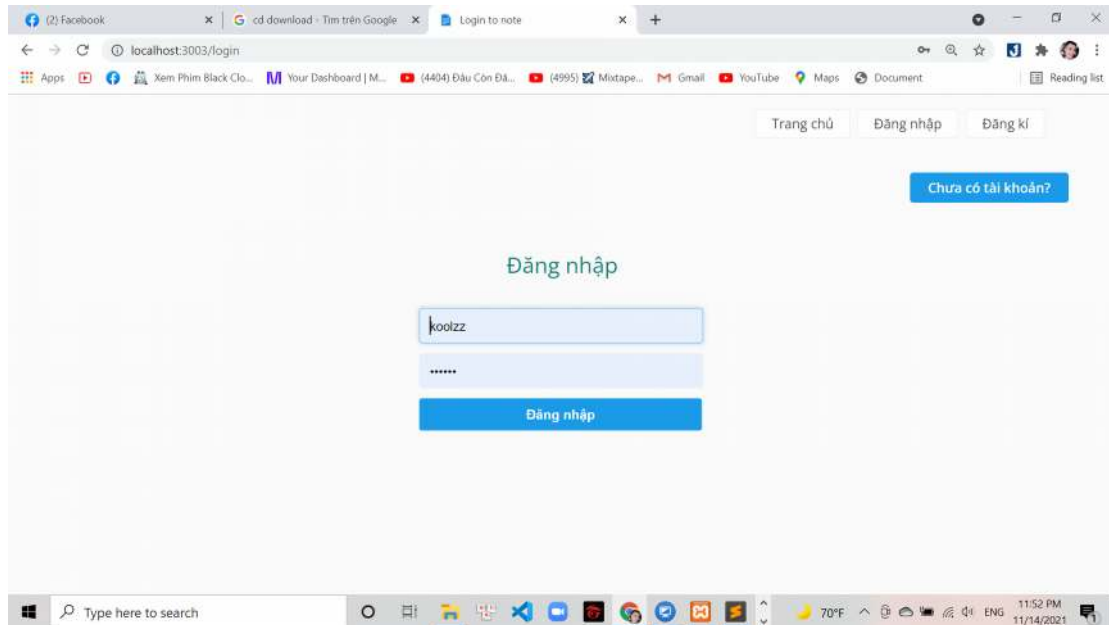 (2) Facebook
cd download - Tìm trên Google
Login to note
localhost:3003/login
Apps
Xem Phim Black Clo...
Your Dashboard | M...
(4404) Đâu Còn Đâ...
(4995) Mixtape...
Gmail
YouTube
Maps
Document
Reading list
Trang chủ
Đăng nhập
Đăng kí
Chưa có tài khoản?
Đăng nhập
koolzz
••••••
Đăng nhập
Type here to search
70°F
ENG
11:52 PM
11/14/2021